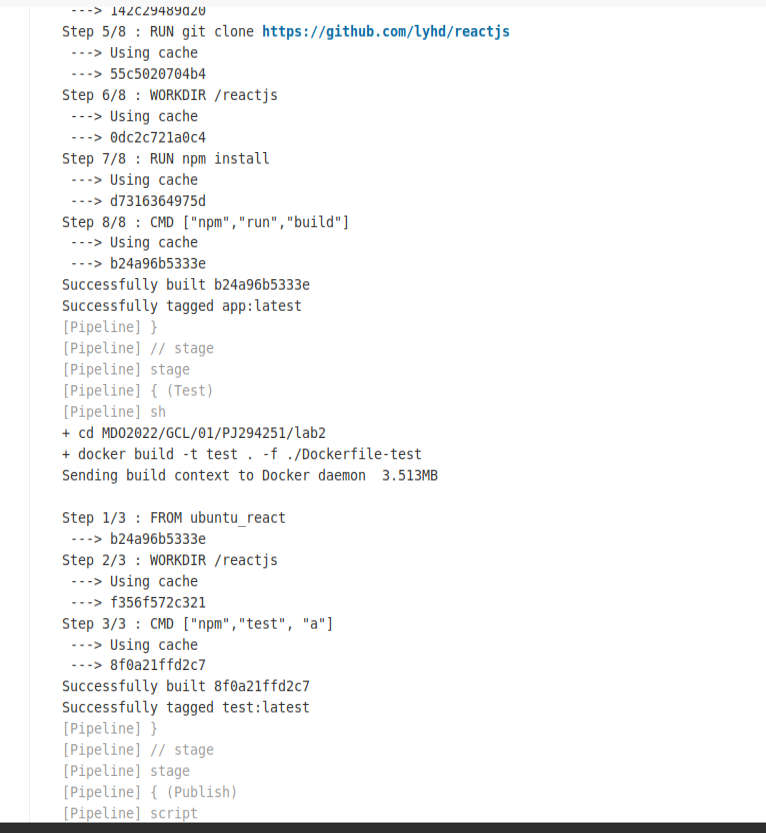 ---> 142c29489d20
Step 5/8 : RUN git clone https://github.com/lyhd/reactjs
---> Using cache
---> 55c5020704b4
Step 6/8 : WORKDIR /reactjs
---> Using cache
---> 0dc2c721a0c4
Step 7/8 : RUN npm install
---> Using cache
---> d7316364975d
Step 8/8 : CMD ["npm","run","build"]
---> Using cache
---> b24a96b5333e
Successfully built b24a96b5333e
Successfully tagged app:latest
[Pipeline] }
[Pipeline] // stage
[Pipeline] stage
[Pipeline] { (Test)
[Pipeline] sh
+ cd MDO2022/GCL/01/PJ294251/lab2
+ docker build -t test . -f ./Dockerfile-test
Sending build context to Docker daemon  3.513MB

Step 1/3 : FROM ubuntu_react
---> b24a96b5333e
Step 2/3 : WORKDIR /reactjs
---> Using cache
---> f356f572c321
Step 3/3 : CMD ["npm","test", "a"]
---> Using cache
---> 8f0a21ffd2c7
Successfully built 8f0a21ffd2c7
Successfully tagged test:latest
[Pipeline] }
[Pipeline] // stage
[Pipeline] stage
[Pipeline] { (Publish)
[Pipeline] script